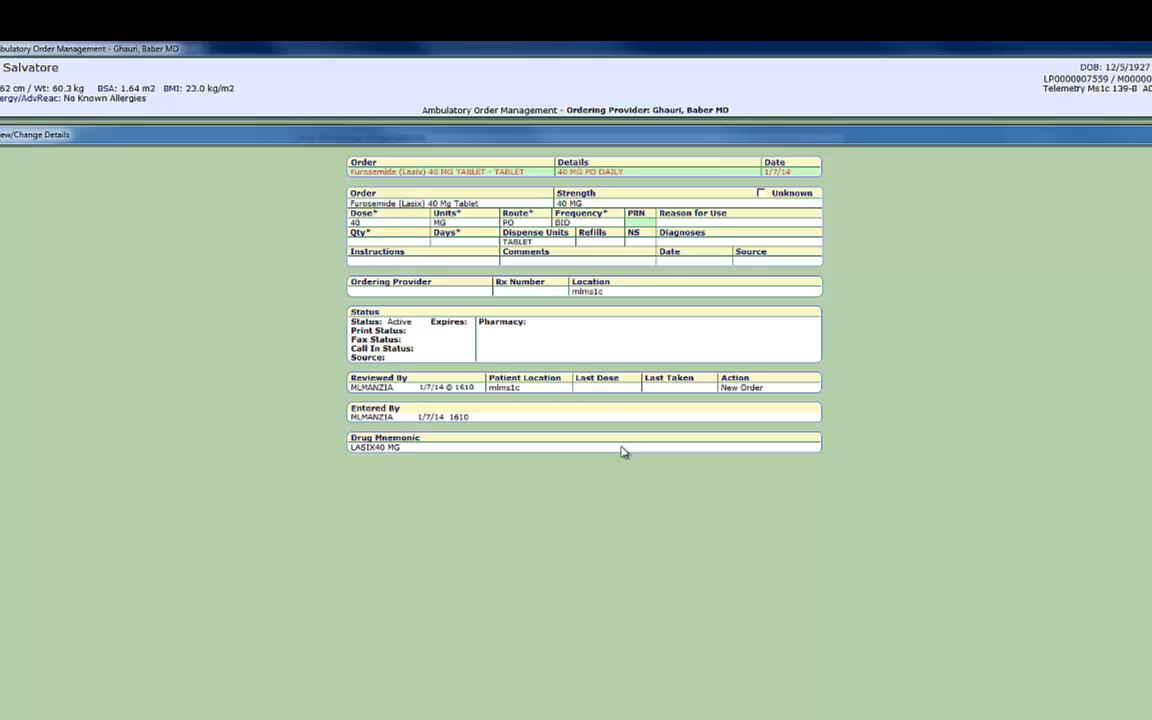 bulatory Order Management - Ghauri, Baber MD
Salvatore
DOB: 12/5/1927
62 cm / Wt: 60.3 kg BSA: 1.64 m2 BMI: 23.0 kg/m2
LP0000007559 / M00000
ergy/AdvReac: No Known Allergies
Telemetry Ms1c 139-B AD
Ambulatory Order Management - Ordering Provider: Ghauri, Baber MD
ew/Change Details
Order Details Date
Furosemide (Lasix) 40 MG TABLET - TABLET 40 MG PO DAILY 1/7/14
Order Strength Unknown
Furosemide (Lasix) 40 Mg Tablet 40 MG
Dose* Units* Route* Frequency* PRN Reason for Use
40 MG PO BID
Qty* Days* Dispense Units Refills NS Diagnoses
TABLET
Instructions Comments Date Source
Ordering Provider Rx Number Location
mlms1c
Status
Status: Active Expires: Pharmacy:
Print Status:
Fax Status:
Call In Status:
Source:
Reviewed By Patient Location Last Dose Last Taken Action
MLMANZIA 1/7/14 @ 1610 mlms1c New Order
Entered By
MLMANZIA 1/7/14 1610
Drug Mnemonic
LASIX40 MG